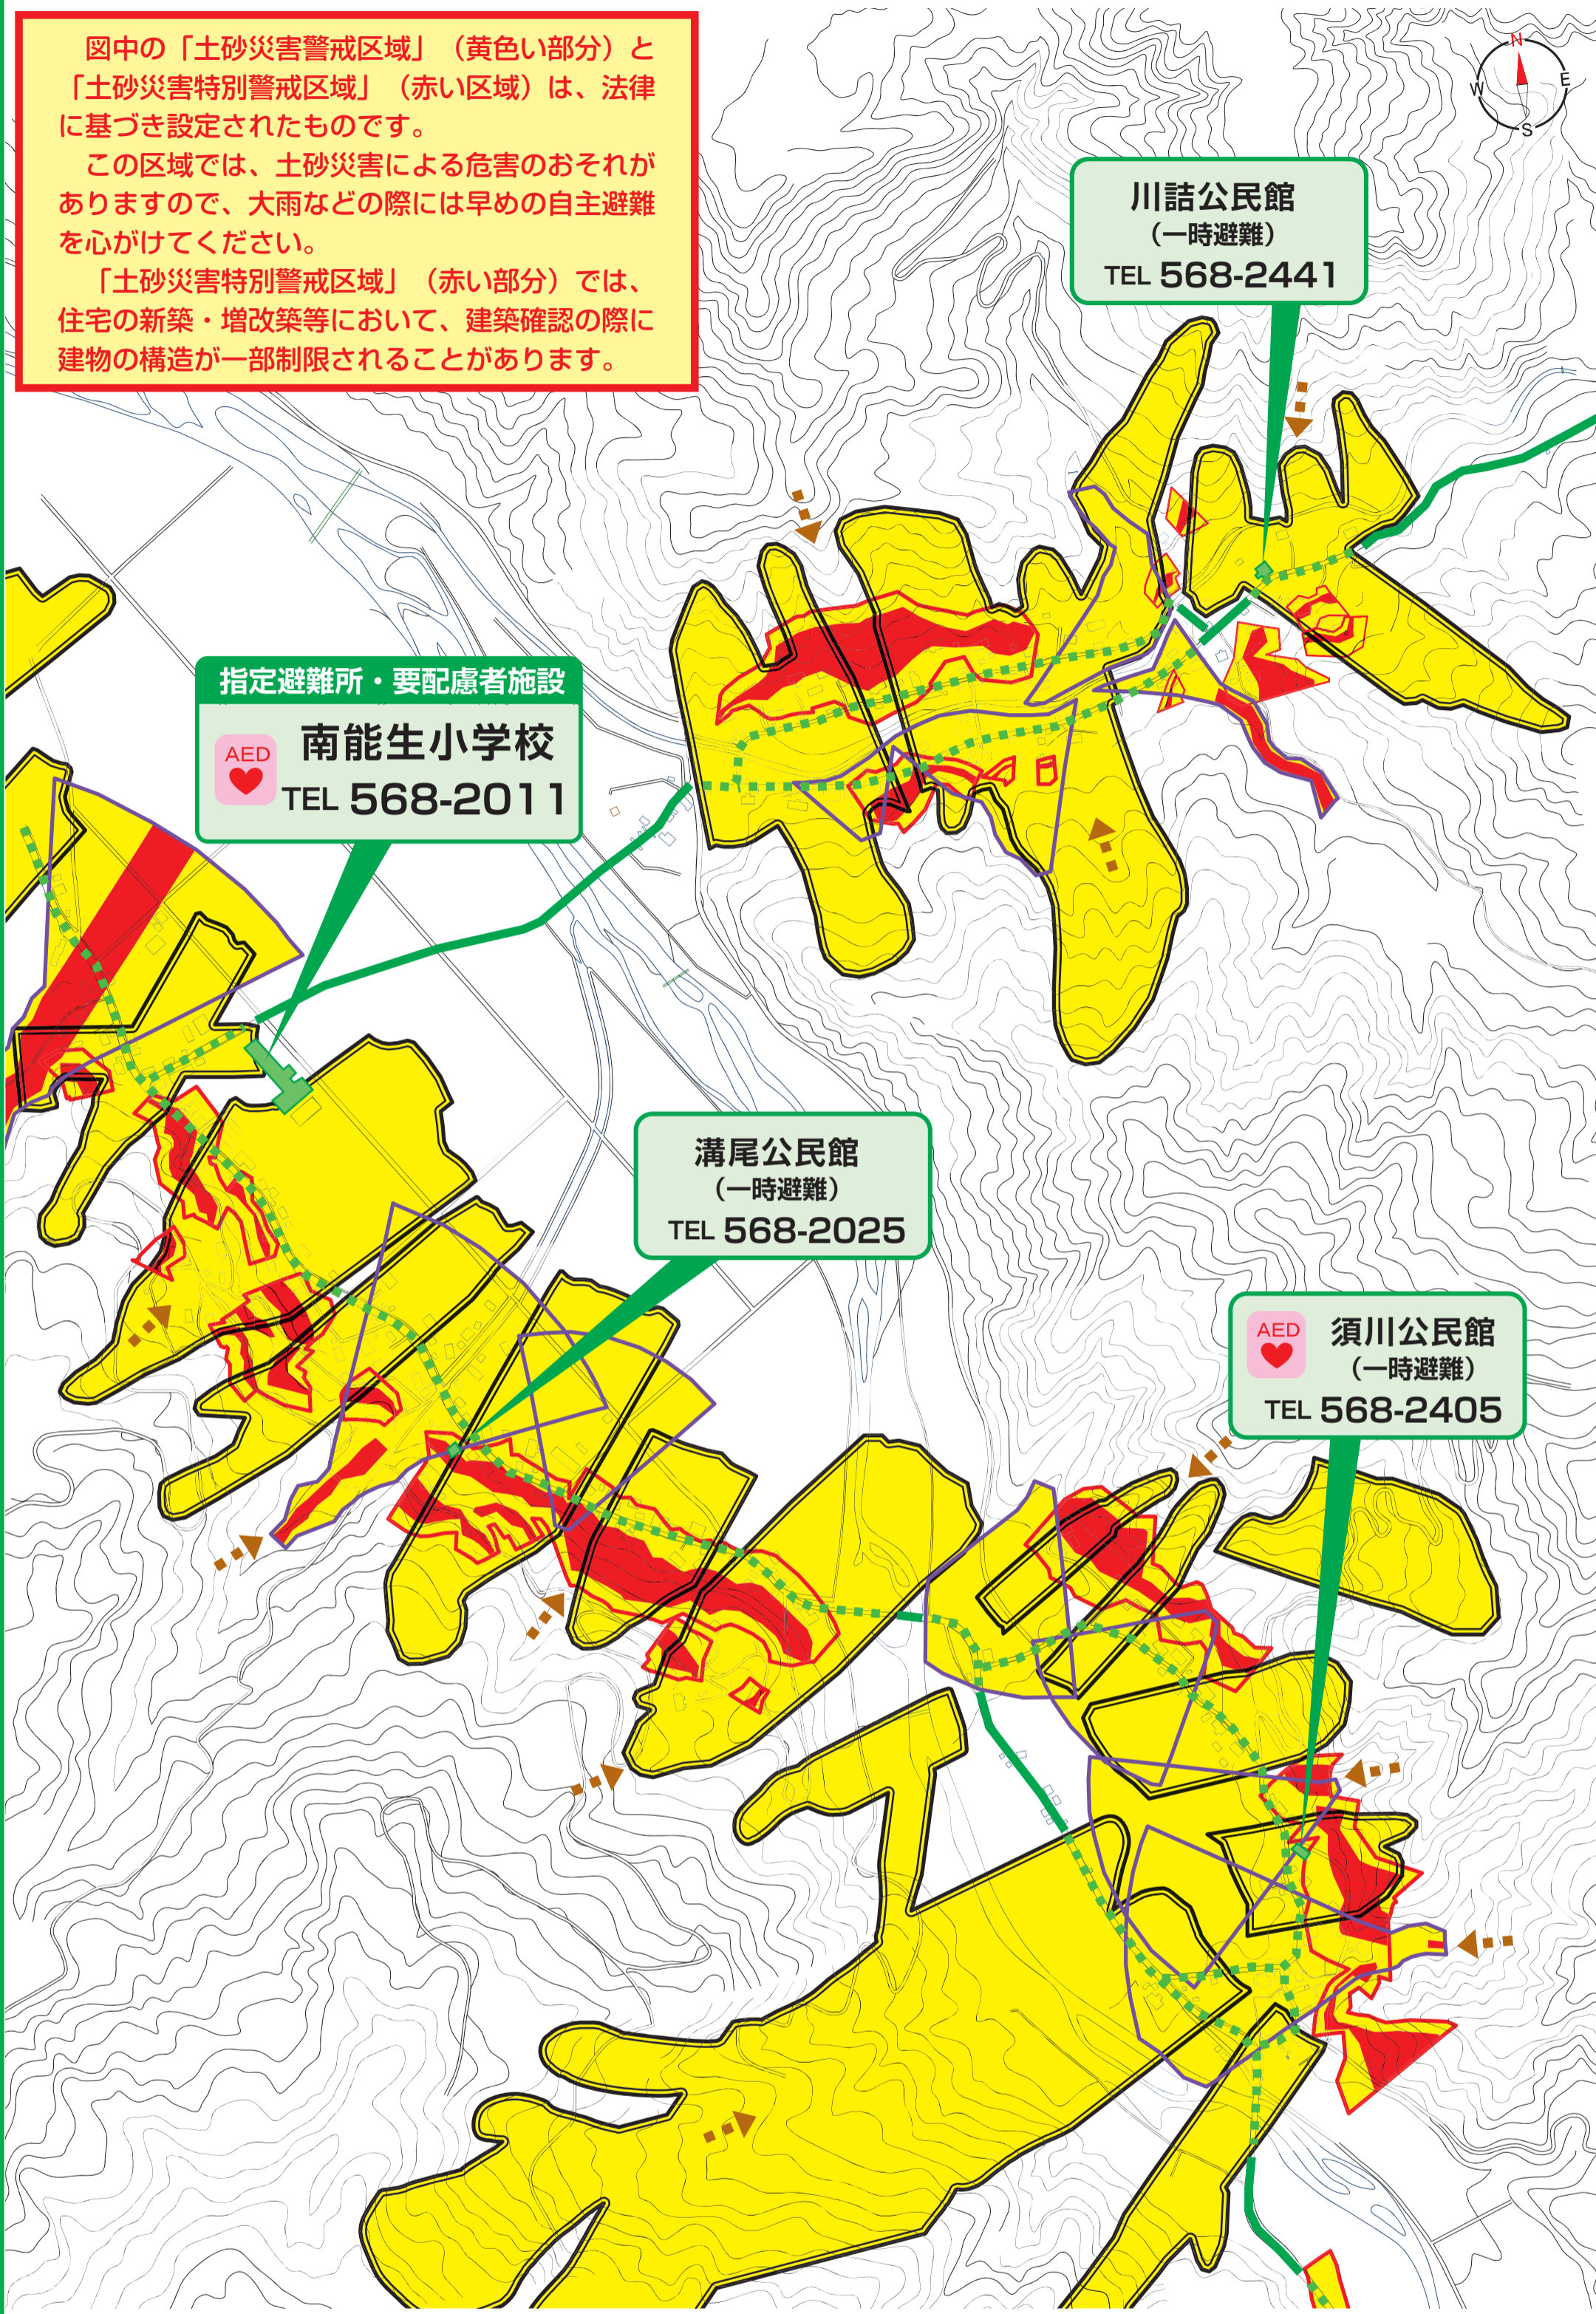 図中の「土砂災害警戒区域」（黄色い部分）と
「土砂災害特別警戒区域」（赤い区域）は、法律
に基づき設定されたものです。
この区域では、土砂災害による危害のおそれが
ありますので、大雨などの際には早めの自主避難
を心がけてください。
「土砂災害特別警戒区域」（赤い部分）では、
住宅の新築・増改築等において、建築確認の際に
建物の構造が一部制限されることがあります。
N
W
E
S
川詰公民館
（一時避難）
TEL 568-2441
指定避難所・要配慮者施設
AED
南能生小学校
TEL 568-2011
溝尾公民館
（一時避難）
TEL 568-2025
AED
須川公民館
（一時避難）
TEL 568-2405